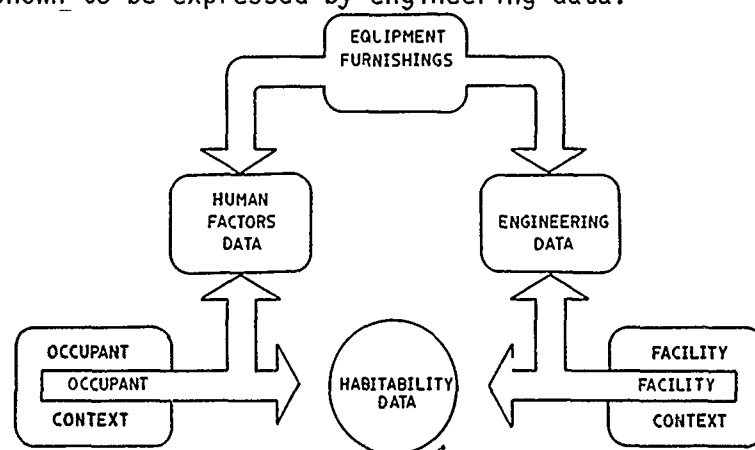 shown to be expressed by engineering data.
EQLIPMENT
FURNISHINGS
HUMAN
FACTORS
DATA
ENGINEERING
DATA
OCCUPANT
OCCUPANT
CONTEXT
HABITABILITY
DATA
FACILITY
FACILITY
CONTEXT